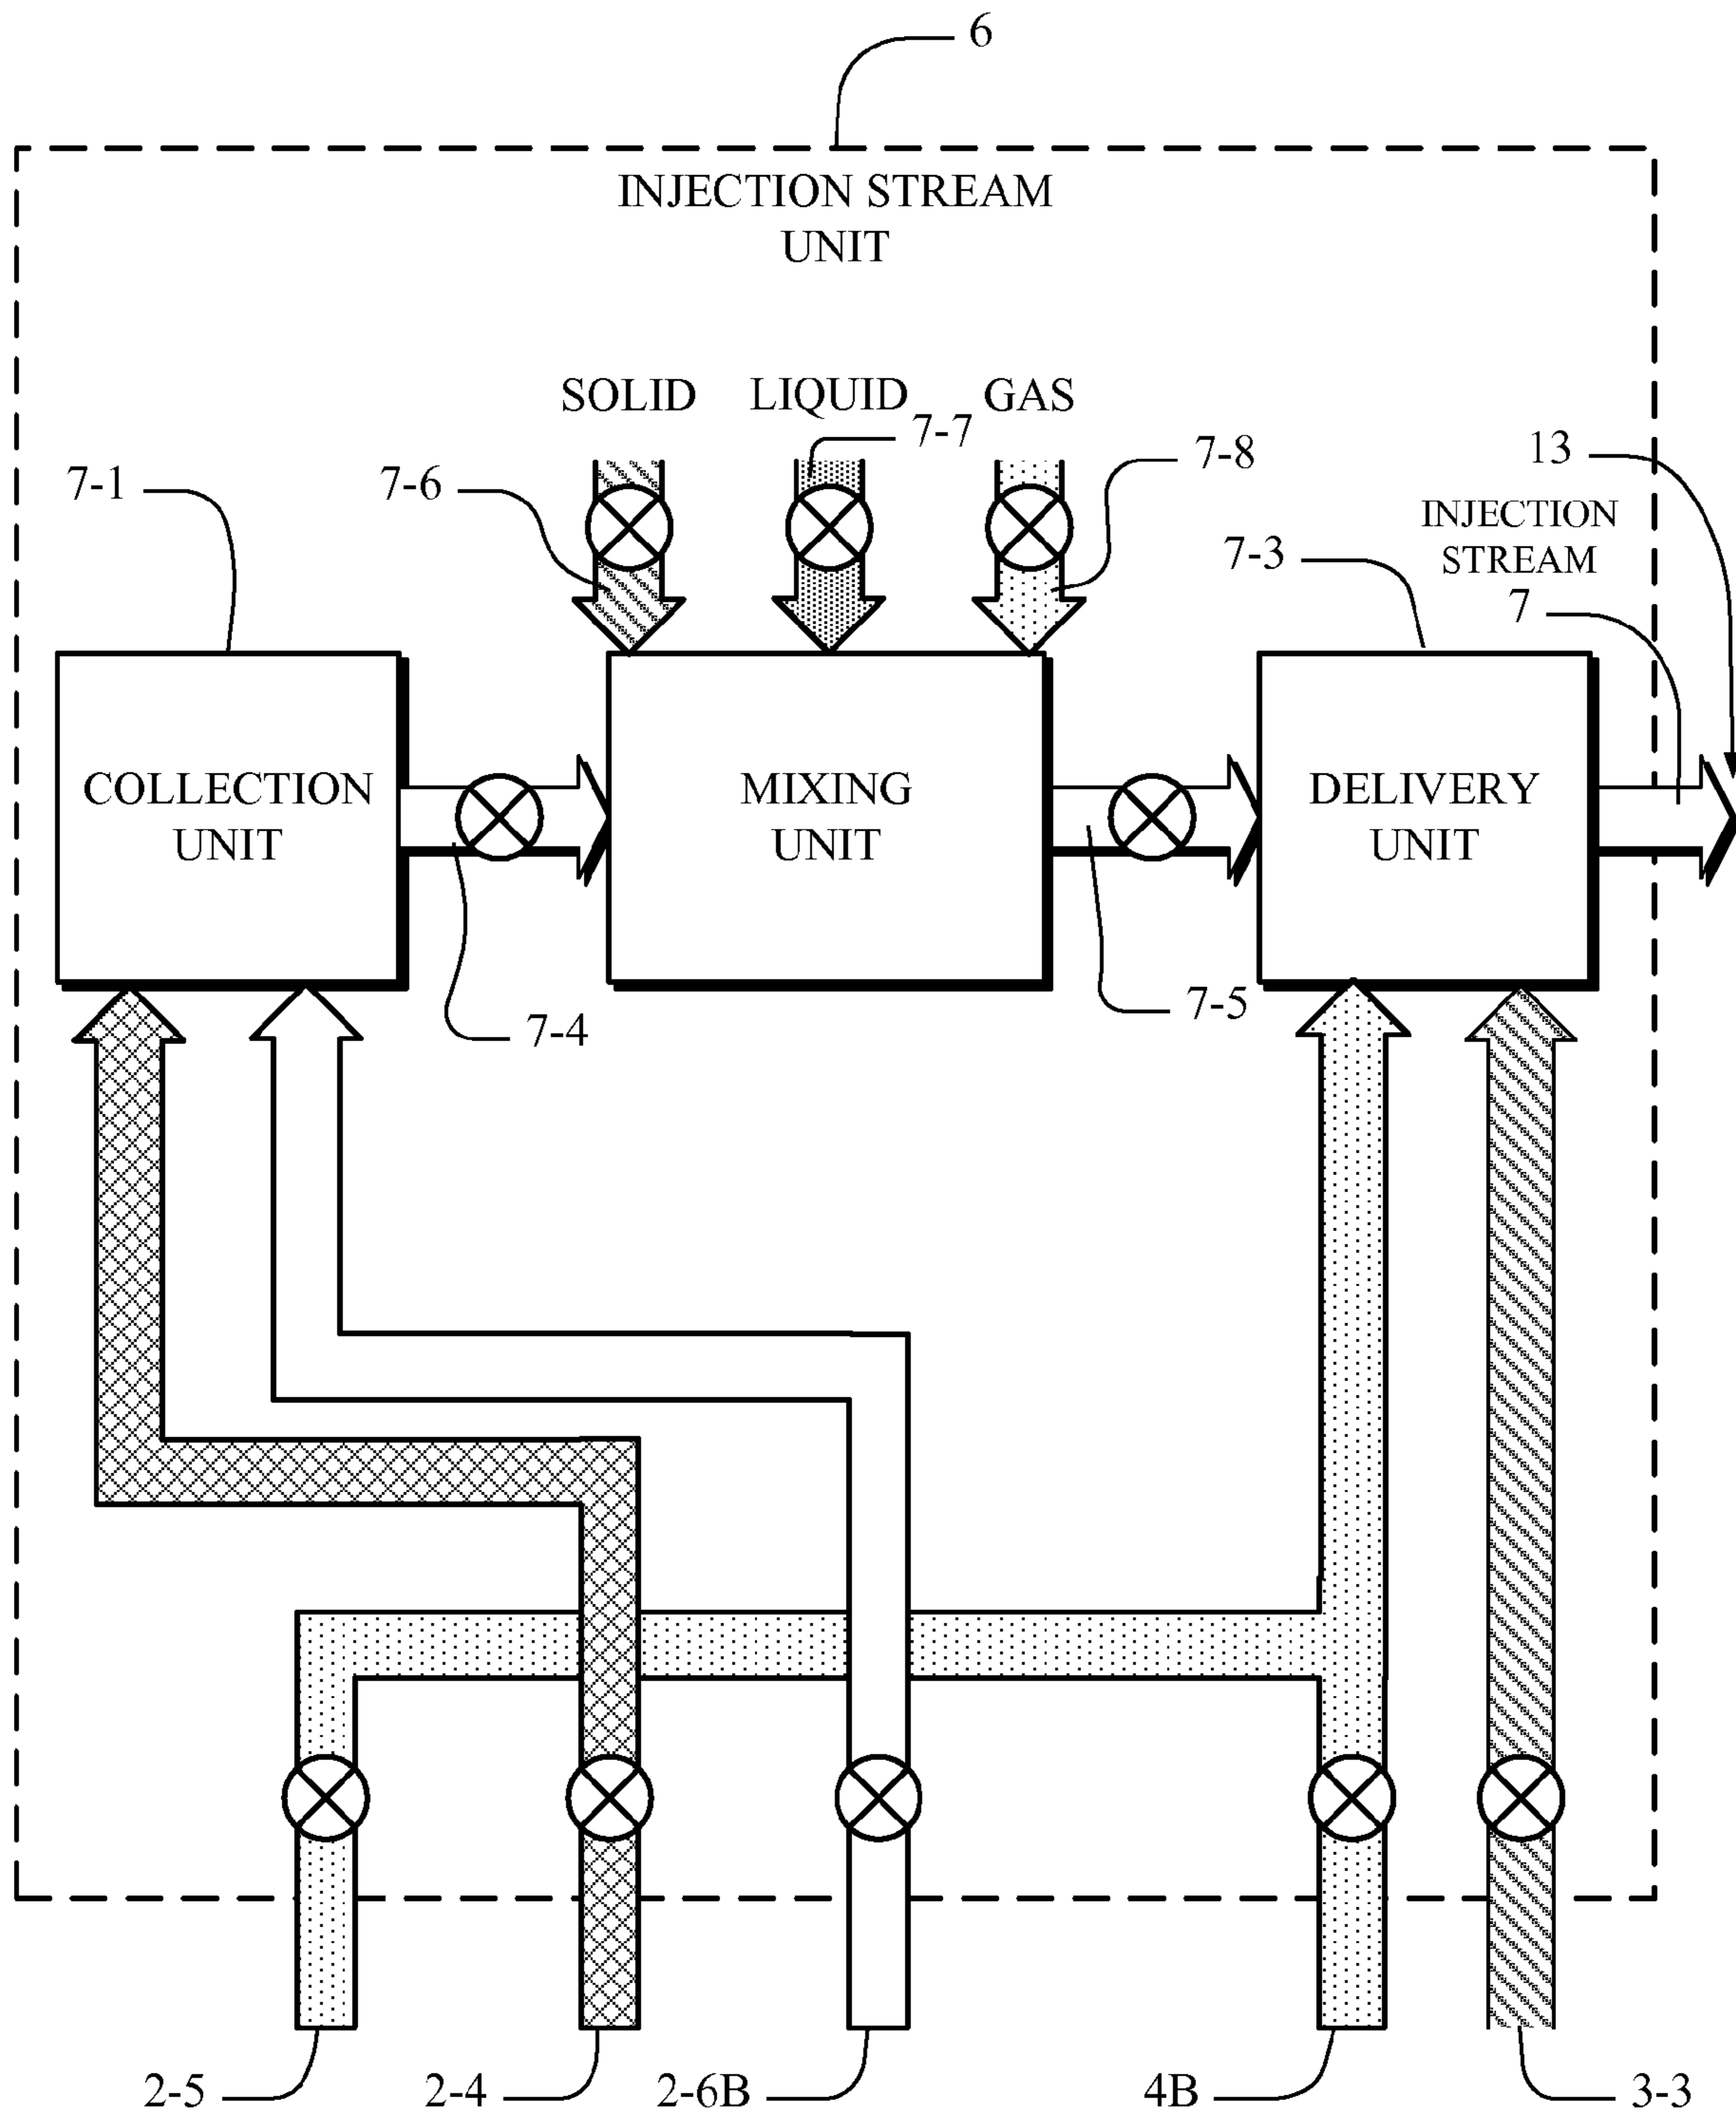 6
INJECTION STREAM
UNIT
SOLID
LIQUID
GAS
7-7
7-8
13
7-1
7-6
INJECTION
STREAM
7-3
7
COLLECTION
UNIT
MIXING
UNIT
DELIVERY
UNIT
7-4
7-5
2-5
2-4
2-6B
4B
3-3